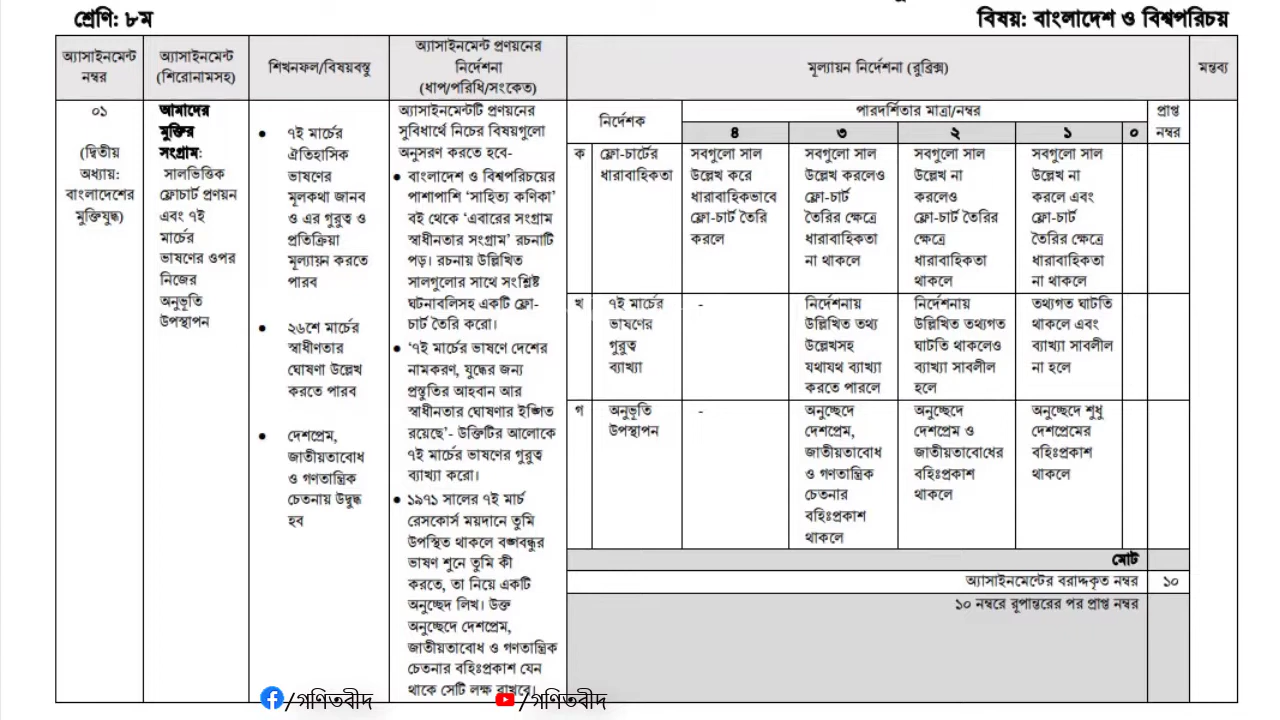 শ্রেণি: ৮ম
বিষয়: বাংলাদেশ ও বিশ্বপরিচয়
অ্যাসাইনমেন্ট
নম্বর
অ্যাসাইনমেন্ট
(শিরোনামসহ)
শিখনফল/বিষয়বস্তু
অ্যাসাইনমেন্ট প্রণয়নের
নির্দেশনা
(ধাপ/পরিধি/সংকেত)
মূল্যায়ন নির্দেশনা (রুব্রিক্স)
মন্তব্য
০১
(দ্বিতীয়
অধ্যায়:
বাংলাদেশের
মুক্তিযুদ্ধ)
আমাদের
মুক্তির
সংগ্রাম:
সালভিত্তিক
ফ্লোচার্ট প্রণয়ন
এবং ৭ই
মার্চের
ভাষণের ওপর
নিজের
অনুভূতি
উপস্থাপন
● ৭ই মার্চের
ঐতিহাসিক
ভাষণের
মূলকথা জানব
ও এর গুরুত্ব ও
প্রতিক্রিয়া
মূল্যায়ন করতে
পারব
● ২৬শে মার্চের
স্বাধীণতার
ঘোষণা উল্লেখ
করতে পারব
● দেশপ্রেম,
জাতীয়তাবোধ
ও গণতান্ত্রিক
চেতনায় উদ্বুদ্ধ
হব
অ্যাসাইনমেন্টটি প্রণয়নের
সুবিধার্থে নিচের বিষয়গুলো
অনুসরণ করতে হবে-
● বাংলাদেশ ও বিশ্বপরিচয়ের
পাশাপাশি ‘সাহিত্য কণিকা’
বই থেকে ‘এবারের সংগ্রাম
স্বাধীনতার সংগ্রাম’ রচনাটি
পড়। রচনায় উল্লিখিত
সালগুলোর সাথে সংশ্লিষ্ট
ঘটনাবলিসহ একটি ফ্লো-
চার্ট তৈরি করো।
● ‘৭ই মার্চের ভাষণে দেশের
নামকরণ, যুদ্ধের জন্য
প্রস্তুতির আহবান আর
স্বাধীনতার ঘোষণার ইঙ্গিত
রয়েছে’- উক্তিটির আলোকে
৭ই মার্চের ভাষণের গুরুত্ব
ব্যাখ্যা করো।
● ১৯৭১ সালের ৭ই মার্চ
রেসকোর্স ময়দানে তুমি
উপস্থিত থাকলে বঙ্গবন্ধুর
ভাষণ শুনে তুমি কী
করতে, তা নিয়ে একটি
অনুচ্ছেদ লিখ। উক্ত
অনুচ্ছেদে দেশপ্রেম,
জাতীয়তাবোধ ও গণতান্ত্রিক
চেতনার বহিঃপ্রকাশ যেন
থাকে সেটি লক্ষ রাখবে।
নির্দেশক
পারদর্শিতার মাত্রা/নম্বর
প্রাপ্ত
নম্বর
৪ ৩ ২ ১ ০
ক
ফ্লো-চার্টের
ধারাবাহিকতা
সবগুলো সাল
উল্লেখ করে
ধারাবাহিকভাবে
ফ্লো-চার্ট তৈরি
করলে
সবগুলো সাল
উল্লেখ করলেও
ফ্লো-চার্ট
তৈরির ক্ষেত্রে
ধারাবাহিকতা
না থাকলে
সবগুলো সাল
উল্লেখ না
করলেও
ফ্লো-চার্ট তৈরির
ক্ষেত্রে
ধারাবাহিকতা
থাকলে
সবগুলো সাল
উল্লেখ না
করলে এবং
ফ্লো-চার্ট
তৈরির ক্ষেত্রে
ধারাবাহিকতা
না থাকলে
খ
৭ই মার্চের
ভাষণের
গুরুত্ব
ব্যাখ্যা
-
নির্দেশনায়
উল্লিখিত তথ্য
উল্লেখসহ
যথাযথ ব্যাখ্যা
করতে পারলে
নির্দেশনায়
উল্লিখিত তথ্যগত
ঘাটতি থাকলেও
ব্যাখ্যা সাবলীল
হলে
তথ্যগত ঘাটতি
থাকলে এবং
ব্যাখ্যা সাবলীল
না হলে
গ
অনুভূতি
উপস্থাপন
-
অনুচ্ছেদে
দেশপ্রেম,
জাতীয়তাবোধ
ও গণতান্ত্রিক
চেতনার
বহিঃপ্রকাশ
থাকলে
অনুচ্ছেদে
দেশপ্রেম ও
জাতীয়তাবোধের
বহিঃপ্রকাশ
থাকলে
অনুচ্ছেদে শুধু
দেশপ্রেমের
বহিঃপ্রকাশ
থাকলে
মোট
অ্যাসাইনমেন্টের বরাদ্দকৃত নম্বর
১০
১০ নম্বরে রূপান্তরের পর প্রাপ্ত নম্বর
/গণিতবীদ
/গণিতবীদ